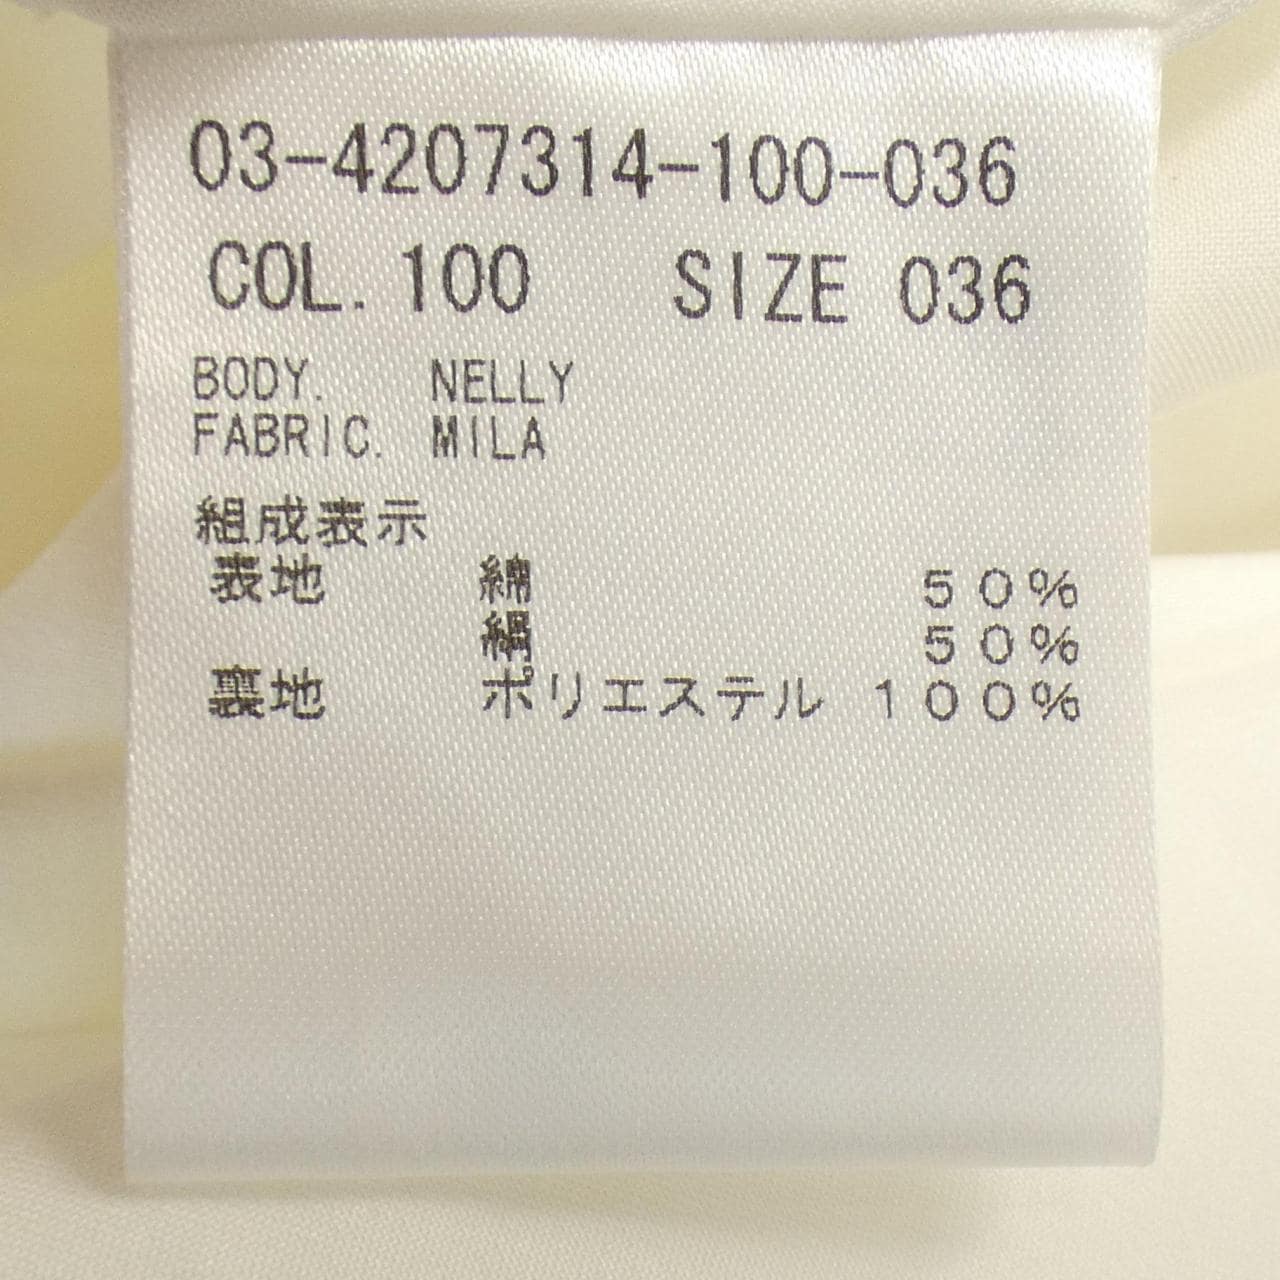 03-4207314-100-036
COL. 100 SIZE 036
BODY. NELLY
FABRIC. MILA
組成表示
表地 綿 50%
絹 50%
裏地 ポリエステル 100%